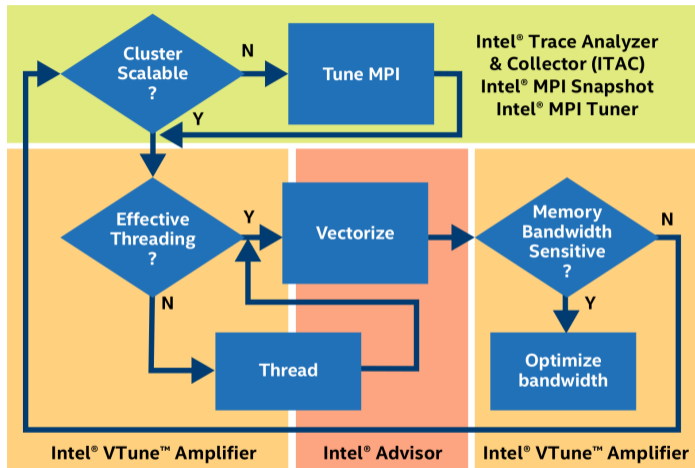 Cluster
Scalable
?
N
Tune MPI
Y
Intel® Trace Analyzer
& Collector (ITAC)
Intel® MPI Snapshot
Intel® MPI Tuner
Effective
Threading
?
Y
N
Vectorize
Thread
Memory
Bandwidth
Sensitive
?
N
Y
Optimize
bandwidth
Intel® VTune™ Amplifier
Intel® Advisor
Intel® VTune™ Amplifier